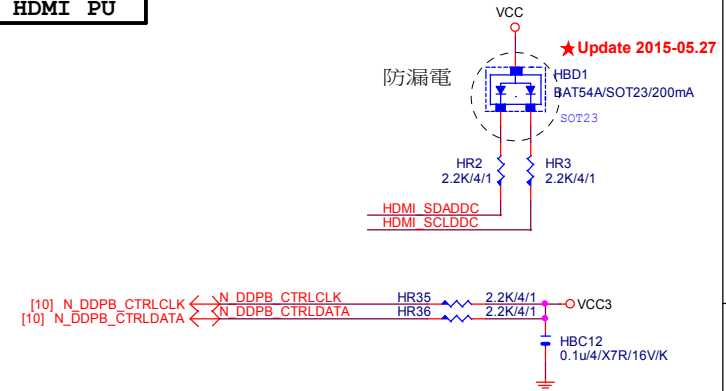 HDMI PU
VCC
★Update 2015-05.27
防漏電
HBD1
BAT54A/SOT23/200mA
SOT23
HR2
2.2K/4/1
HR3
2.2K/4/1
HDMI_SDADDC
HDMI_SCLDDC
[10] N_DDPB_CTRLCLK N_DDPB_CTRLCLK HR35 2.2K/4/1 VCC3
[10] N_DDPB_CTRLDATA N_DDPB_CTRLDATA HR36 2.2K/4/1
HBC12
0.1u/4/X7R/16V/K